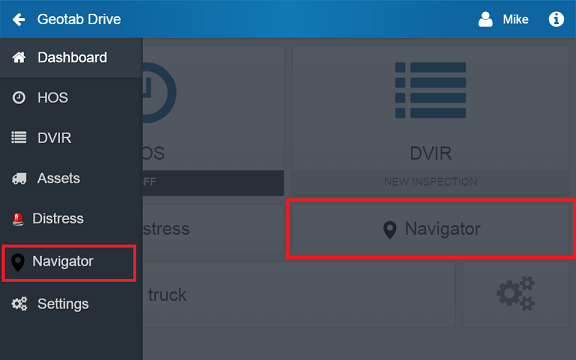 Geotab Drive
Mike
Dashboard
HOS
DVIR
Assets
Distress
Navigator
Settings
OS
FF
DVIR
NEW INSPECTION
stress
Navigator
truck